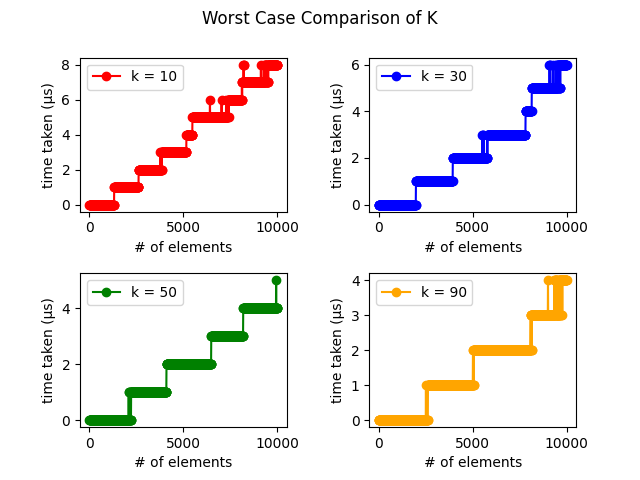 Worst Case Comparison of K
8
6
4
2
0
time taken (μs)
k = 10
0
5000
10000
# of elements
6
4
2
0
time taken (μs)
k = 30
0
5000
10000
# of elements
4
2
0
time taken (μs)
k = 50
0
5000
10000
# of elements
4
3
2
1
0
time taken (μs)
k = 90
0
5000
10000
# of elements